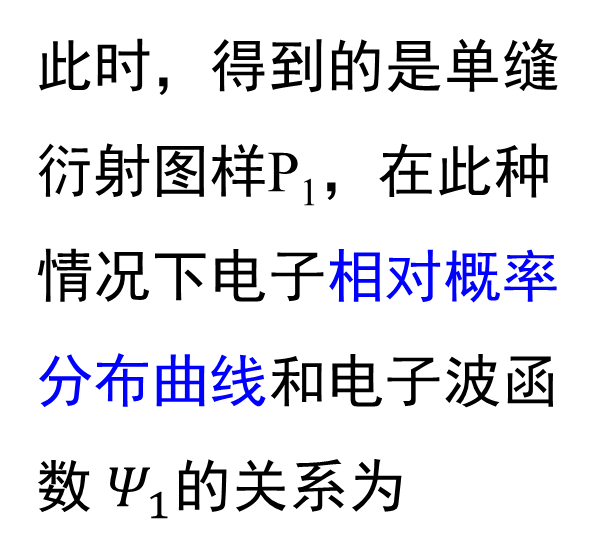 此时，得到的是单缝
衍射图样P₁，在此种
情况下电子相对概率
分布曲线和电子波函
数 Ψ₁的关系为